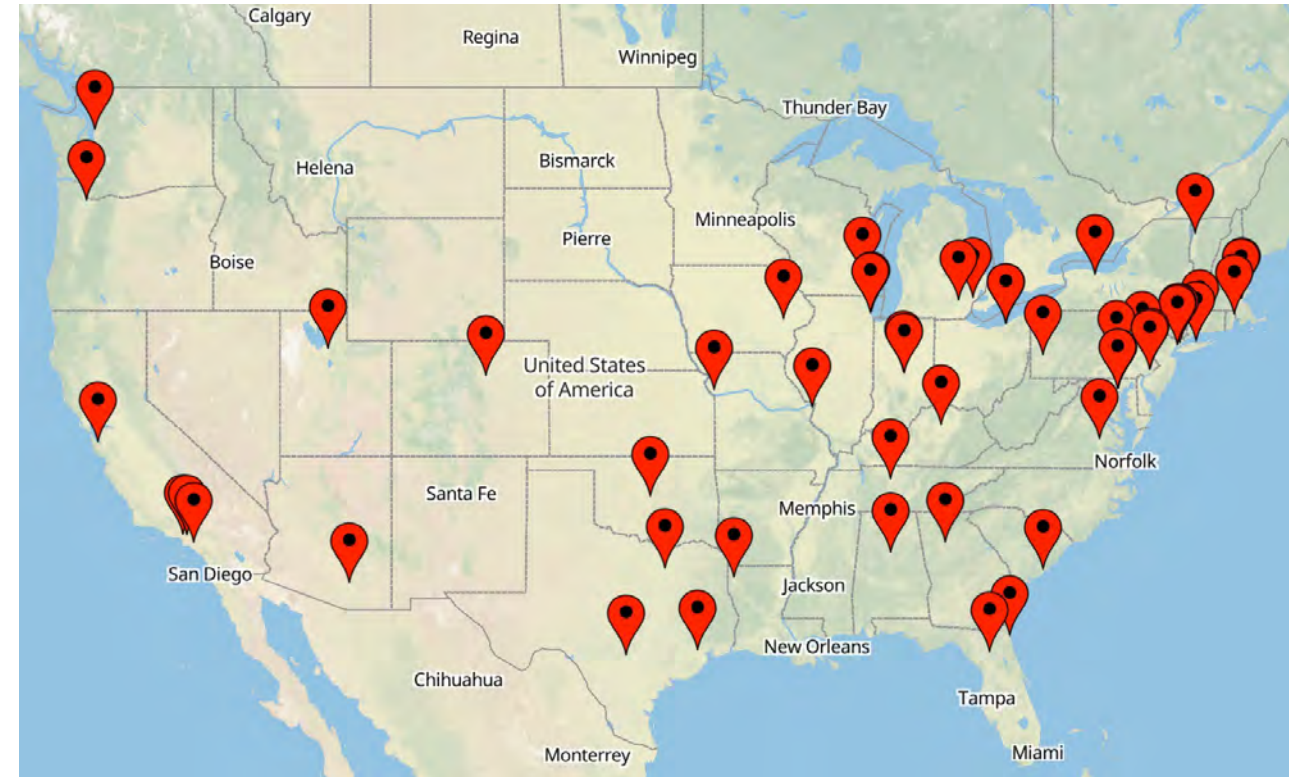 Calgary
Regina
Winnipeg
Thunder Bay
Helena
Bismarck
Minneapolis
Pierre
Boise
United States
of America
Norfolk
Santa Fe
Memphis
San Diego
Jackson
New Orleans
Chihuahua
Tampa
Monterrey
Miami